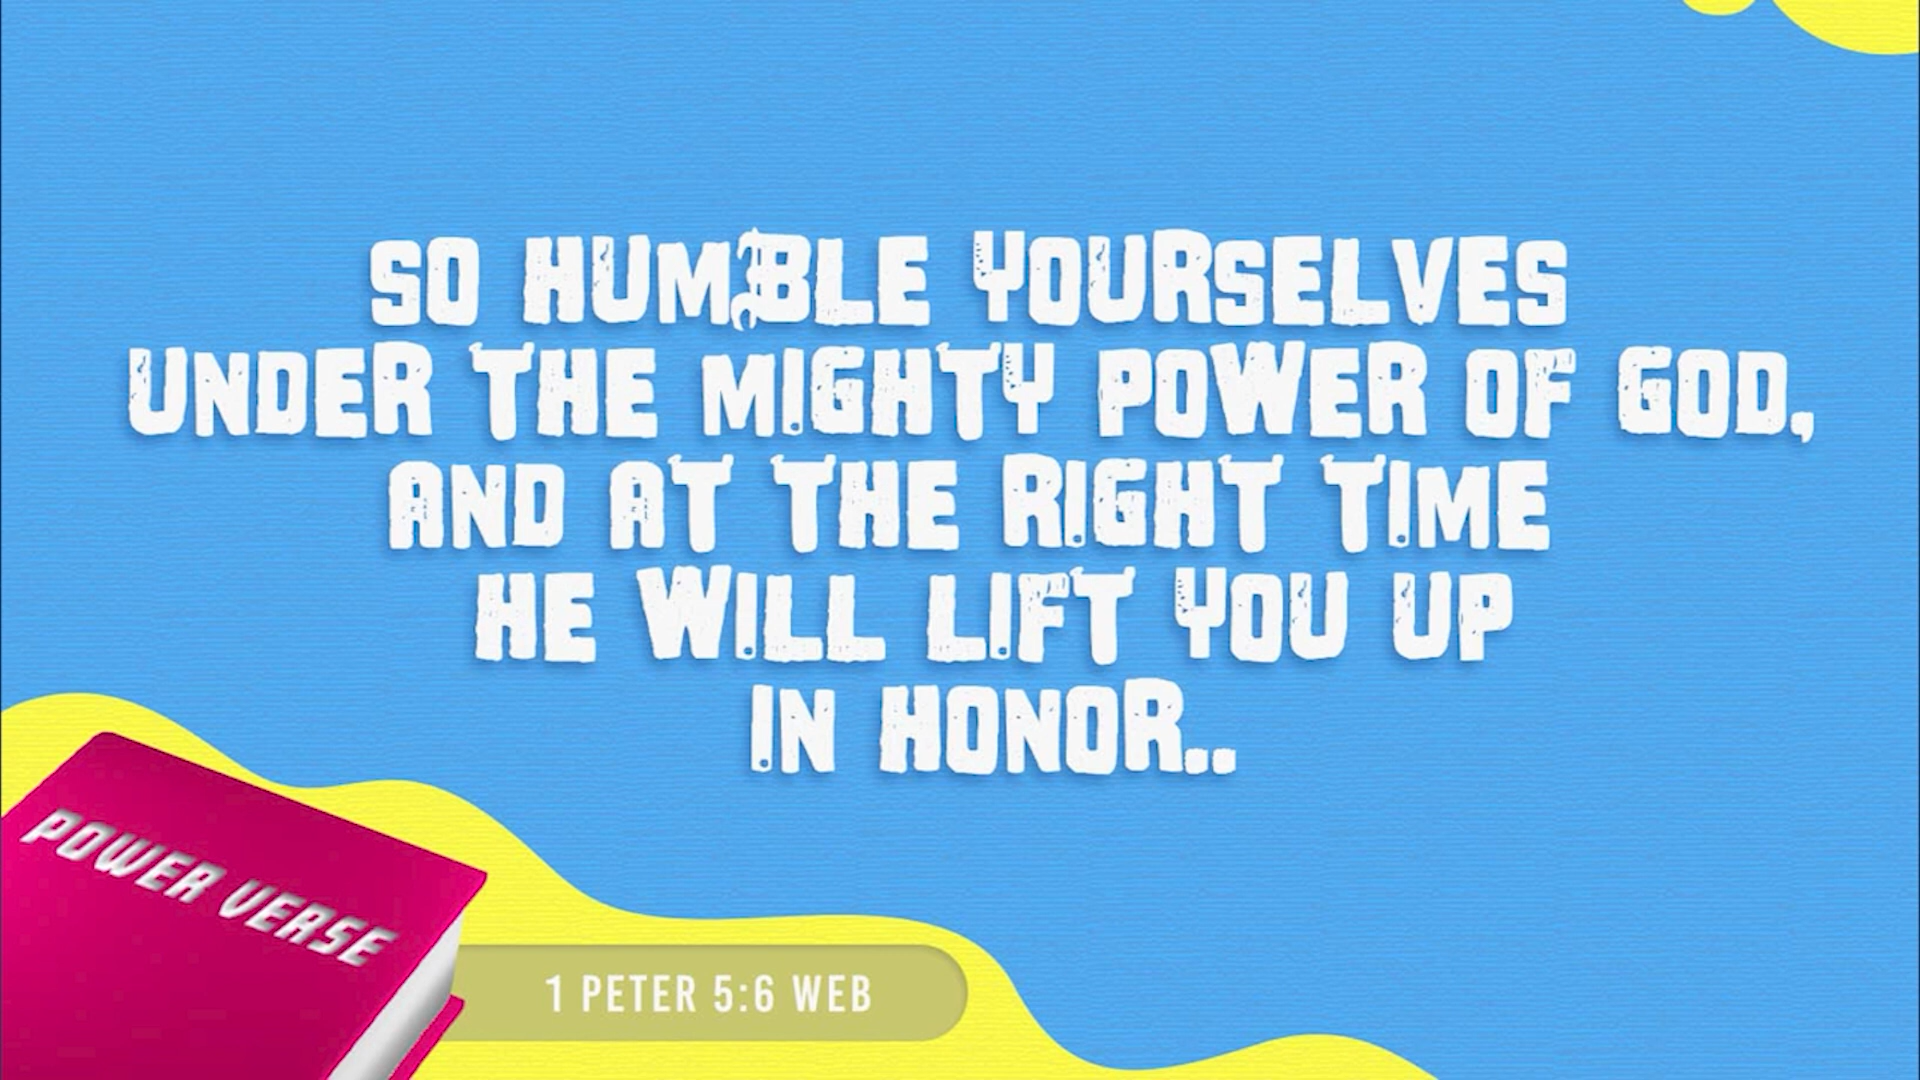 SO HUMBLE YOURSELVES
UNDER THE MIGHTY POWER OF GOD,
AND AT THE RIGHT TIME
HE WILL LIFT YOU UP
IN HONOR..
POWER VERSE
1 PETER 5:6 WEB